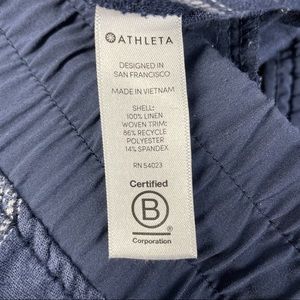 ATHLETA
DESIGNED IN
SAN FRANCISCO
MADE IN VIETNAM
SHELL:
100% LINEN
WOVEN TRIM:
86% RECYCLE
POLYESTER
14% SPANDEX
RN 54023
Certified
B
Corporation